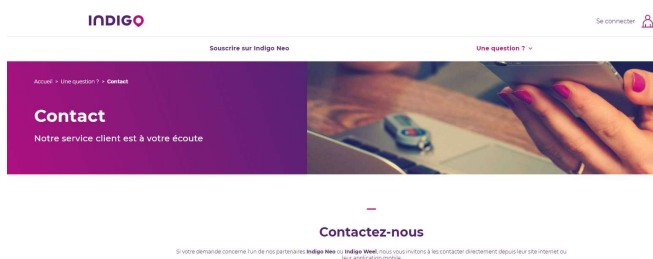 INDIGO
Se connecter
Souscrire sur Indigo Neo
Une question ?
Accueil > Une question ? > Contact
Contact
Notre service client est à votre écoute
Contactez-nous
Si votre demande concerne l'un de nos partenaires Indigo Neo ou Indigo Weel, nous vous invitons à les contacter directement depuis leur site internet ou
leur application mobile.